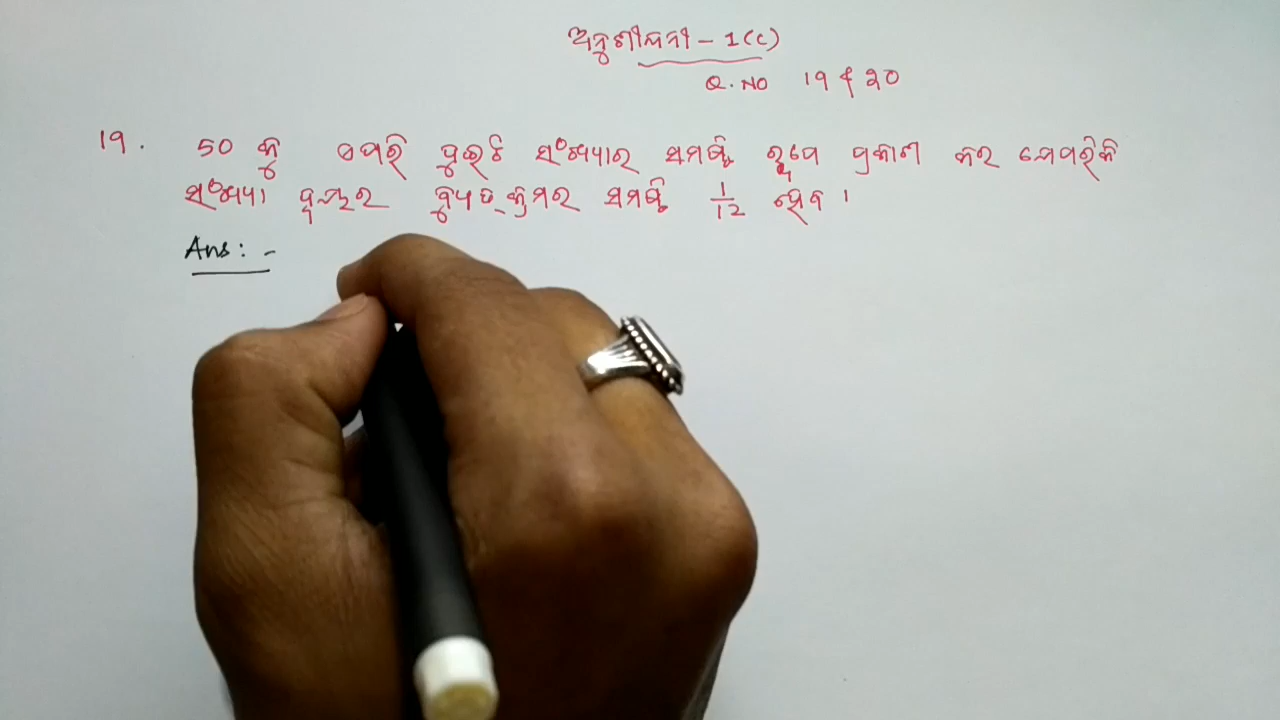 ଅନୁଶୀଳନୀ – 1(c)
Q.NO 19 & 20
19. 50 କୁ ଏପରି ଦୁଇଟି ସଂଖ୍ୟାର ସମଷ୍ଟି ରୂପେ ପ୍ରକାଶ କର ଯେପରିକି
ସଂଖ୍ୟା ଦ୍ୱୟର ବ୍ୟୁତକ୍ରମର ସମଷ୍ଟି 1/12 ହେବ ।
Ans: -